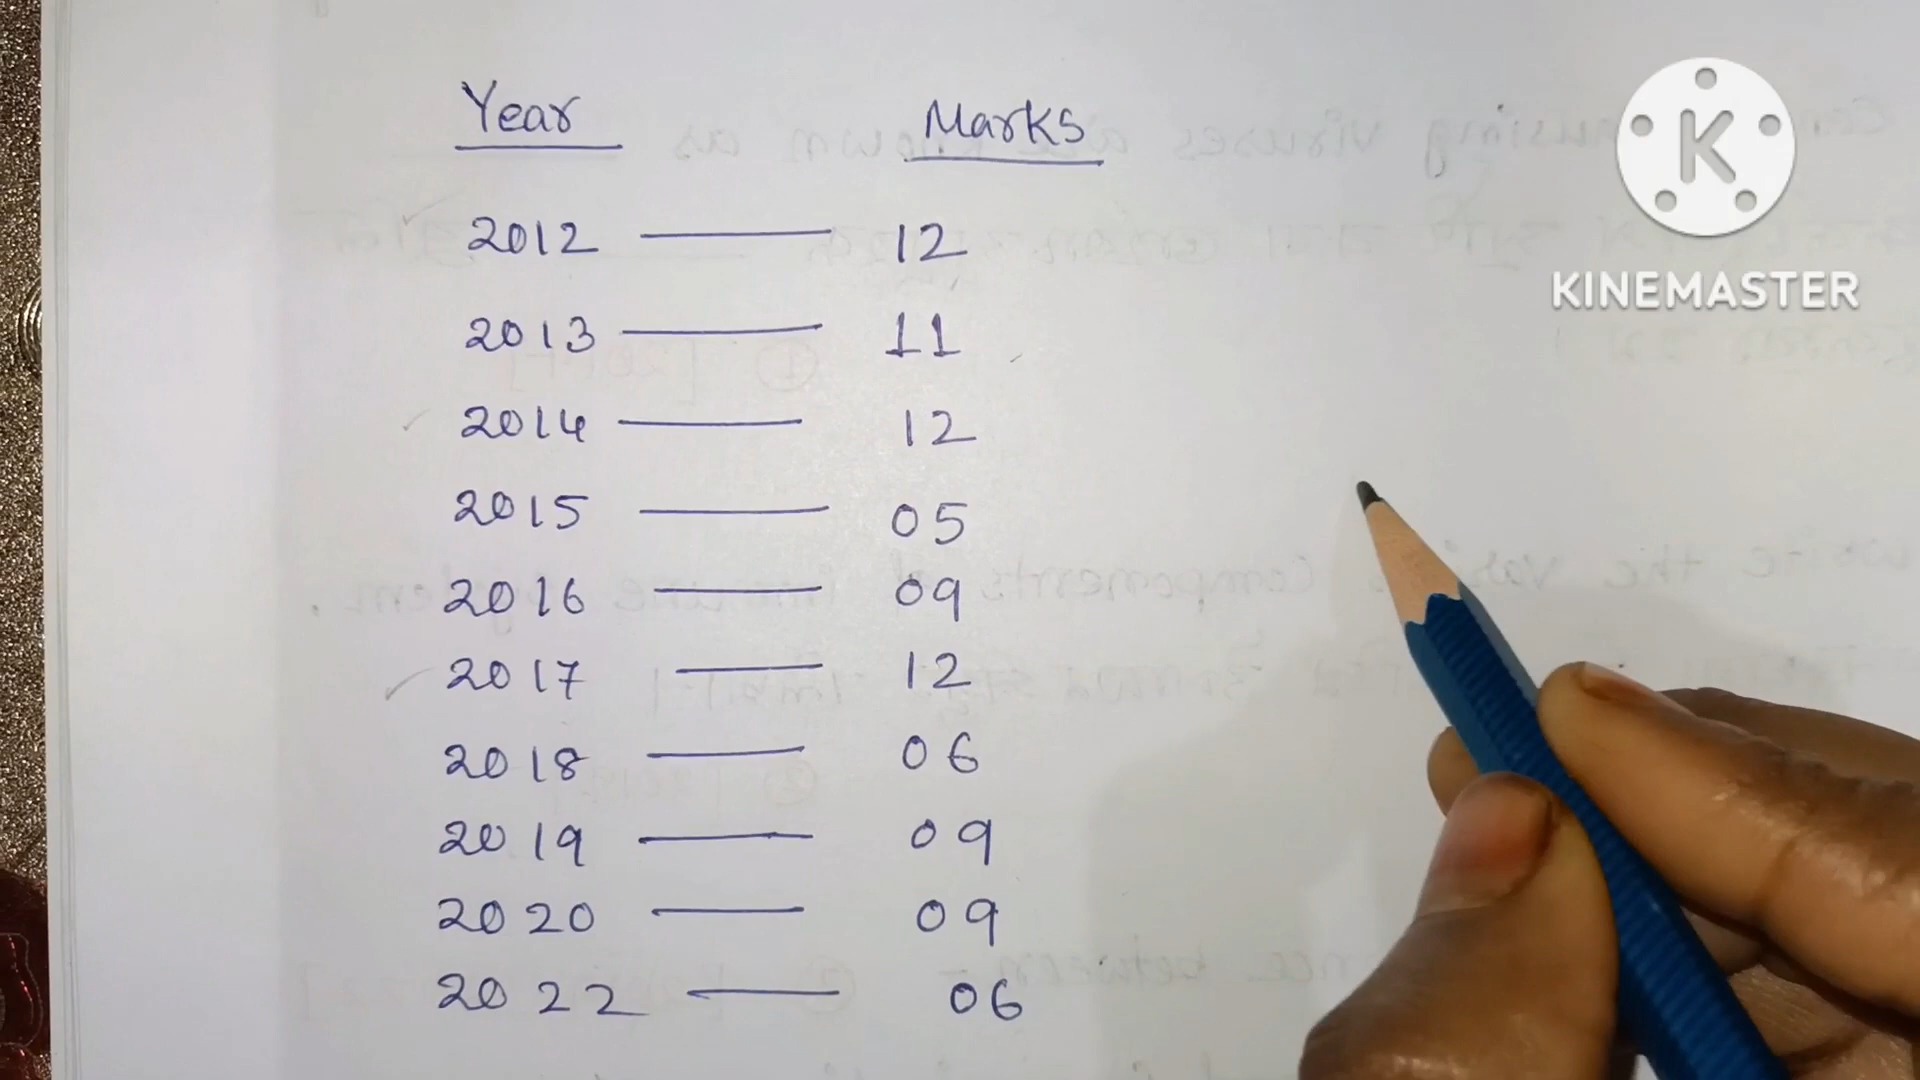 Year Marks
2012 —— 12
2013 —— 11
2014 —— 12
2015 —— 05
2016 —— 09
2017 —— 12
2018 —— 06
2019 —— 09
2020 —— 09
2022 —— 06
K
KINEMASTER